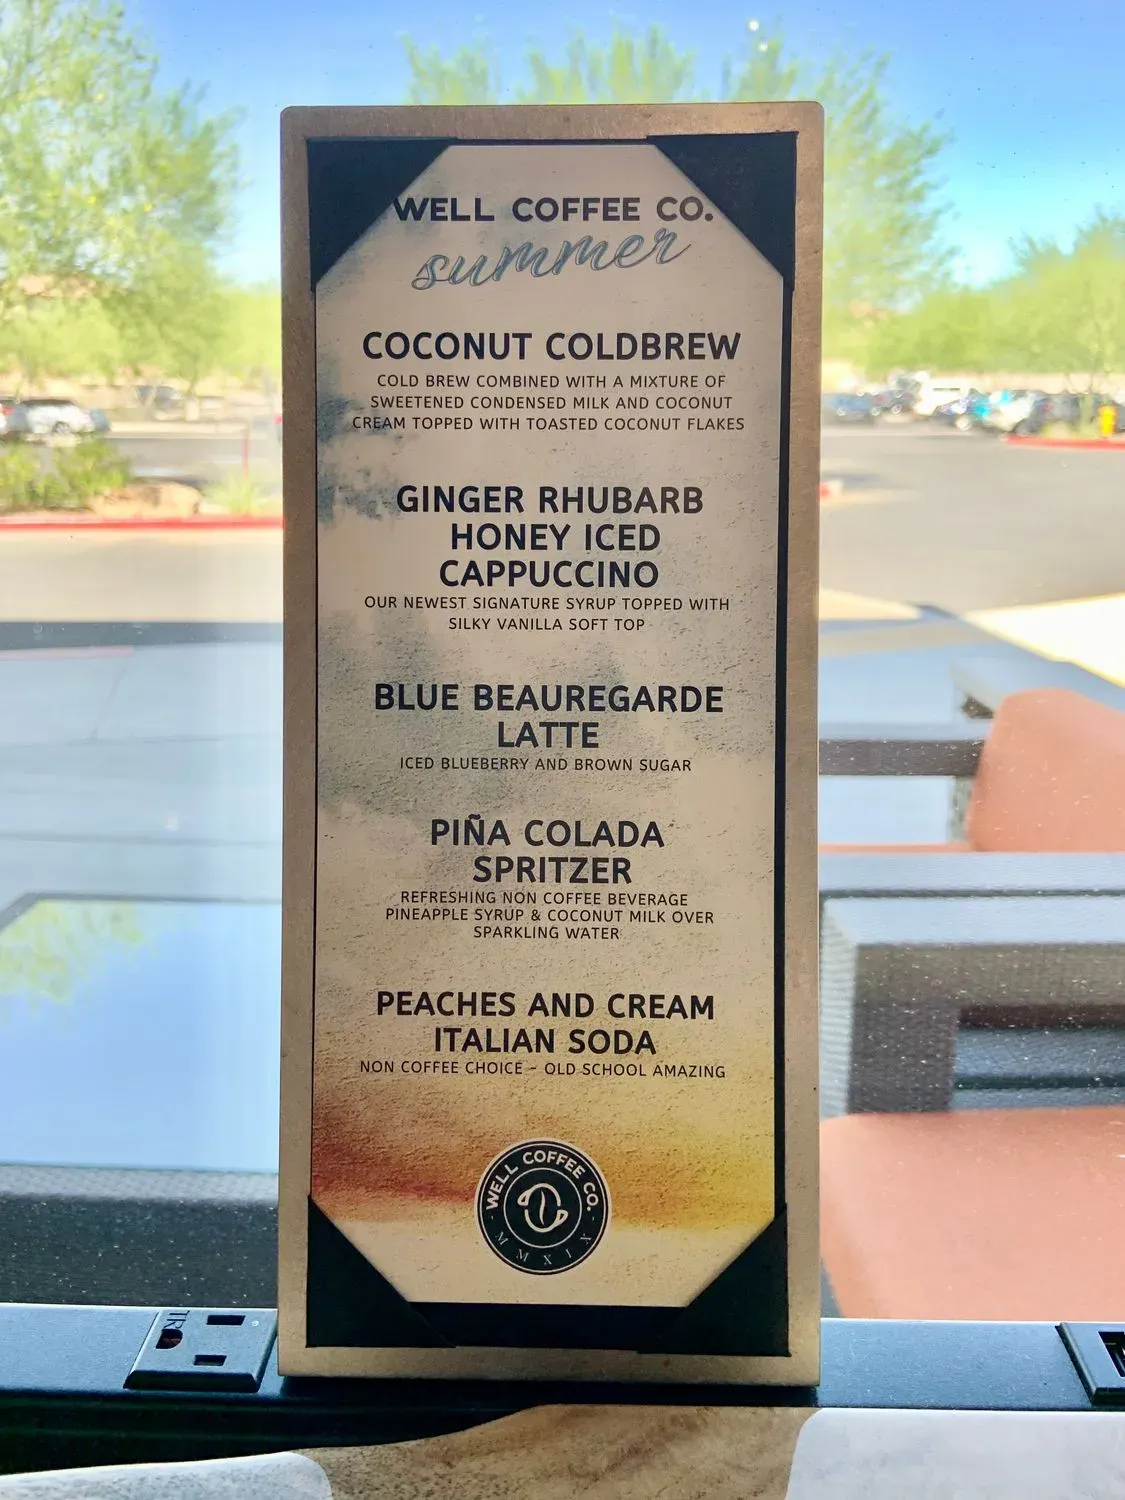 WELL COFFEE CO.
summer
COCONUT COLDBREW
COLD BREW COMBINED WITH A MIXTURE OF
SWEETENED CONDENSED MILK AND COCONUT
CREAM TOPPED WITH TOASTED COCONUT FLAKES
GINGER RHUBARB
HONEY ICED
CAPPUCCINO
OUR NEWEST SIGNATURE SYRUP TOPPED WITH
SILKY VANILLA SOFT TOP
BLUE BEAUREGARDE
LATTE
ICED BLUEBERRY AND BROWN SUGAR
PIÑA COLADA
SPRITZER
REFRESHING NON COFFEE BEVERAGE
PINEAPPLE SYRUP & COCONUT MILK OVER
SPARKLING WATER
PEACHES AND CREAM
ITALIAN SODA
NON COFFEE CHOICE - OLD SCHOOL AMAZING
WELL COFFEE CO.
MMXIX